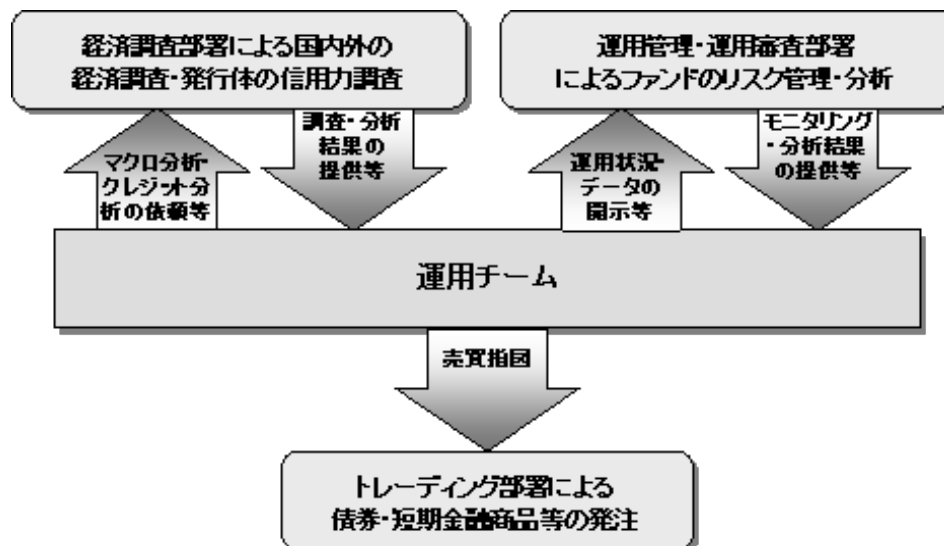 経済調査部署による国内外の
経済調査・発行体の信用力調査
運用管理・運用審査部署
によるファンドのリスク管理・分析
マクロ分析・
クレジット分
析の依頼等
調査・分析
結果の
提供等
運用状況・
データの
開示等
モニタリング
・分析結果
の提供等
運用チーム
売買指図
トレーディング部署による
債券・短期金融商品等の発注